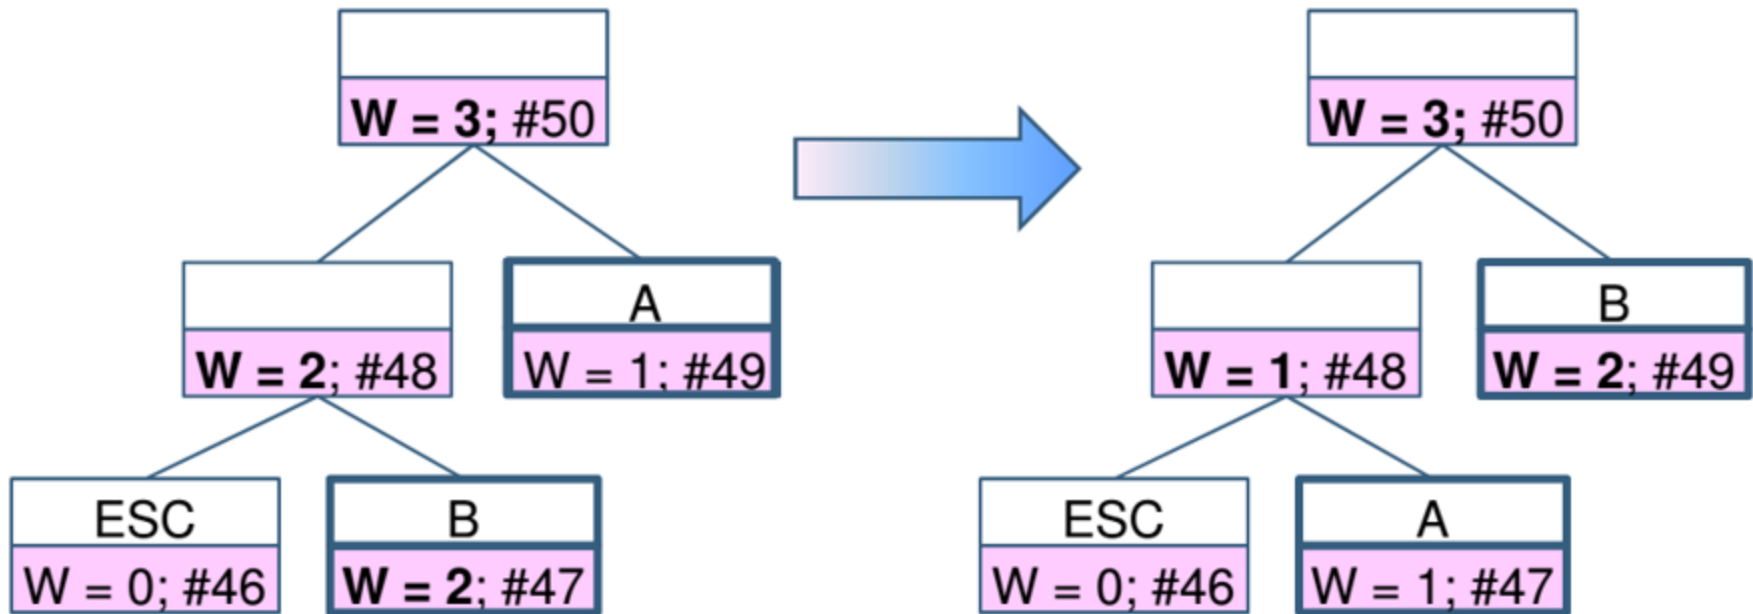 W = 3; #50
W = 2; #48
A
W = 1; #49
ESC
W = 0; #46
B
W = 2; #47
W = 3; #50
W = 1; #48
B
W = 2; #49
ESC
W = 0; #46
A
W = 1; #47